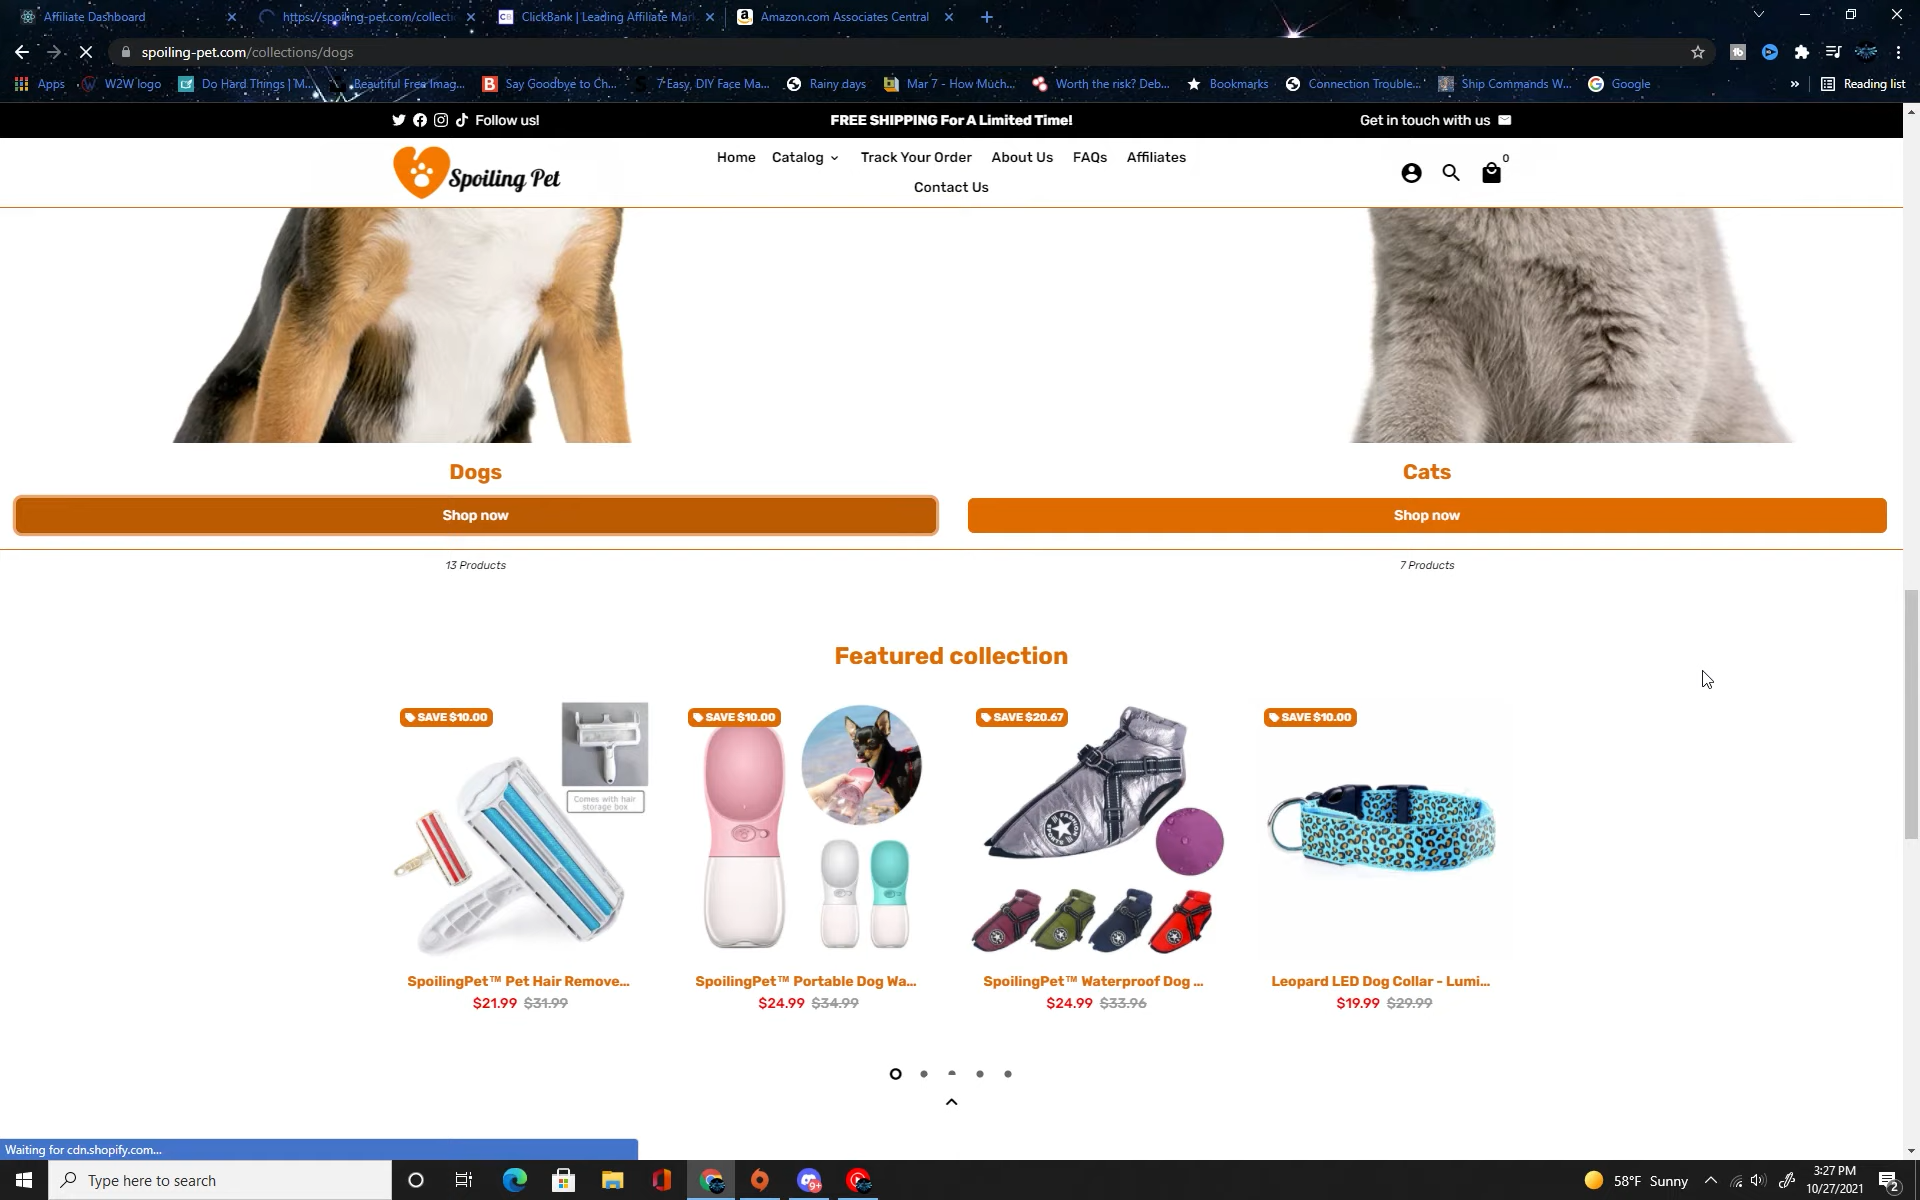 Affiliate Dashboard
https://spoiling-pet.com/collecti
ClickBank | Leading Affiliate Mar
Amazon.com Associates Central
spoiling-pet.com/collections/dogs
Apps
W2W logo
Do Hard Things | M...
Beautiful Free Imag...
Say Goodbye to Ch...
7 Easy, DIY Face Ma...
Rainy days
Mar 7 - How Much...
Worth the risk? Deb...
Bookmarks
Connection Trouble...
Ship Commands W...
Google
»
Reading list
Follow us!
FREE SHIPPING For A Limited Time!
Get in touch with us
Spoiling Pet
Home
Catalog
Track Your Order
About Us
FAQs
Affiliates
Contact Us
0
Dogs
Cats
Shop now
Shop now
13 Products
7 Products
Featured collection
SAVE $10.00
SAVE $10.00
SAVE $20.67
SAVE $10.00
Comes with hair
storage box
SpoilingPet™ Pet Hair Remove...
SpoilingPet™ Portable Dog Wa...
SpoilingPet™ Waterproof Dog ...
Leopard LED Dog Collar - Lumi...
$21.99 $31.99
$24.99 $34.99
$24.99 $33.96
$19.99 $29.99
Waiting for cdn.shopify.com...
Type here to search
58°F Sunny
3:27 PM
10/27/2021
2